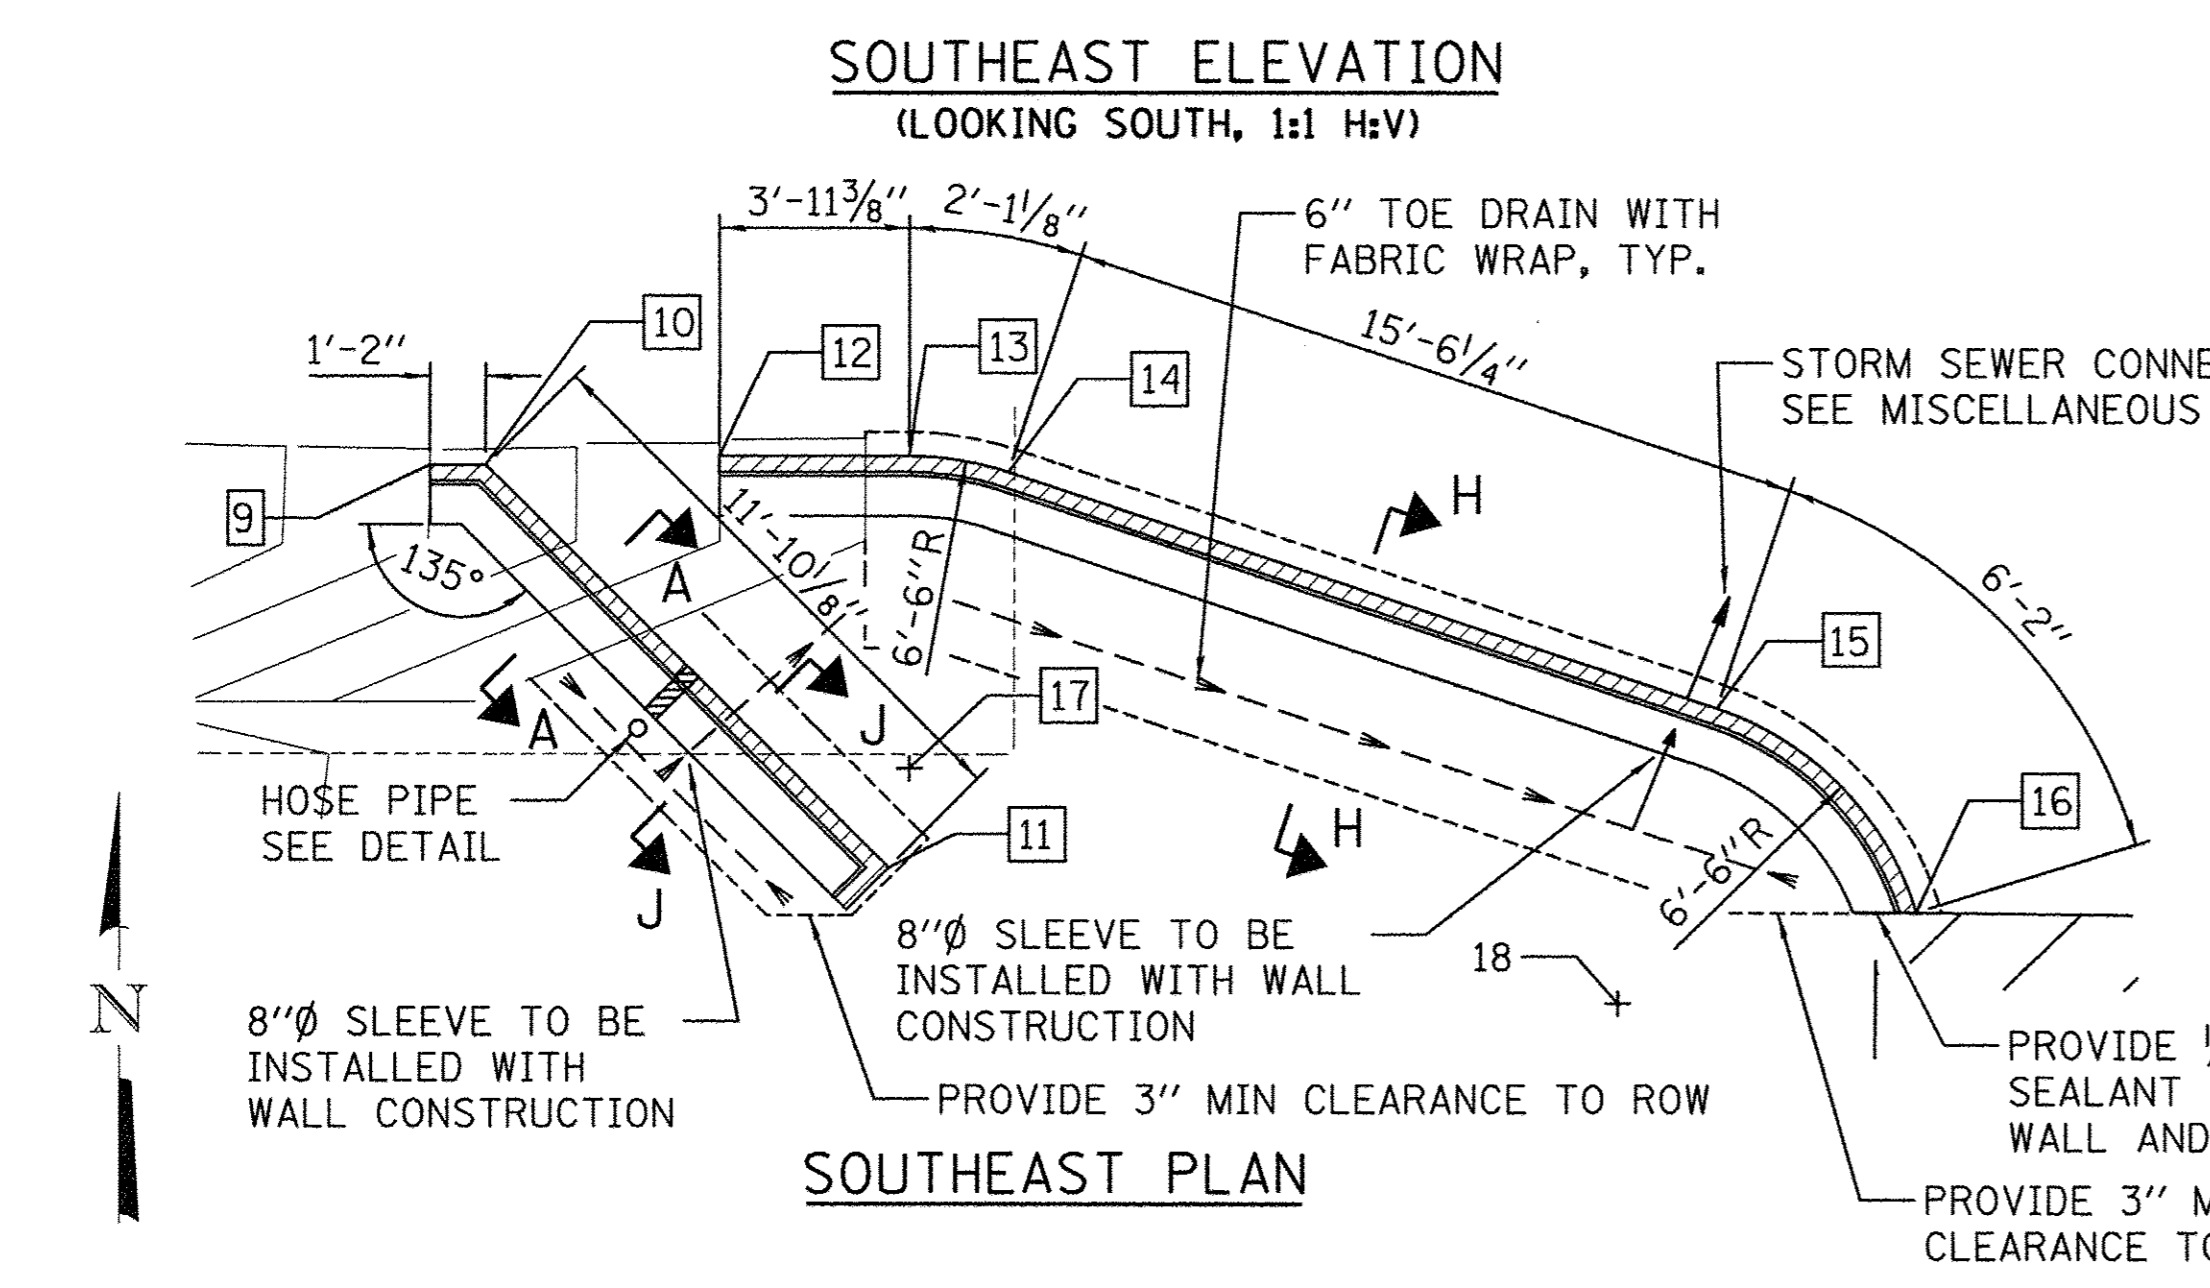 SOUTHEAST ELEVATION
(LOOKING SOUTH, 1:1 H:V)
3'-11 3/8"
2'-1 1/8"
6" TOE DRAIN WITH
FABRIC WRAP, TYP.
10
1'-2"
12
13
14
15'-6 1/4"
STORM SEWER CONNE
SEE MISCELLANEOUS
9
H
135°
A
11'-10 1/8"
6'-6"R
6'-2"
15
17
A
J
HOSE PIPE
SEE DETAIL
11
H
16
J
6'-6"R
8"Ø SLEEVE TO BE
INSTALLED WITH WALL
CONSTRUCTION
18
N
8"Ø SLEEVE TO BE
INSTALLED WITH
WALL CONSTRUCTION
PROVIDE
SEALANT
WALL AND
PROVIDE 3" MIN CLEARANCE TO ROW
SOUTHEAST PLAN
PROVIDE 3" M
CLEARANCE TO